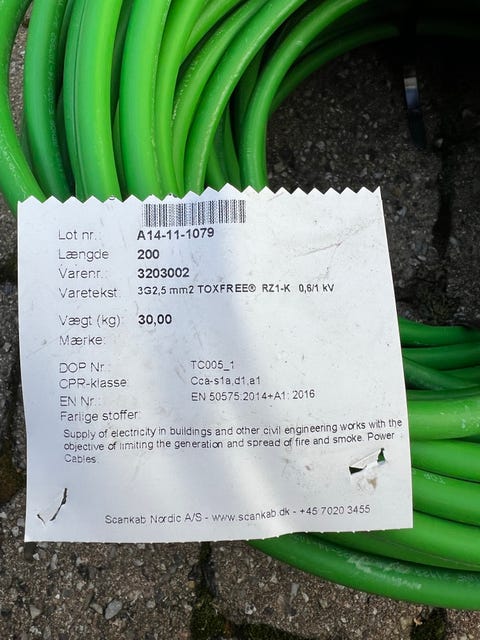 Lot nr.: A14-11-1079
Længde 200
Varenr.: 3203002
Varetekst: 3G2,5 mm2 TOXFREE® RZ1-K 0,6/1 kV
Vægt (kg): 30,00
Mærke:
DOP Nr.: TC005_1
CPR-klasse: Cca-s1a,d1,a1
EN Nr.: EN 50575:2014+A1: 2016
Farlige stoffer:
Supply of electricity in buildings and other civil engineering works with the
objective of limiting the generation and spread of fire and smoke. Power
Cables.
Scankab Nordic A/S - www.scankab.dk - +45 7020 3455